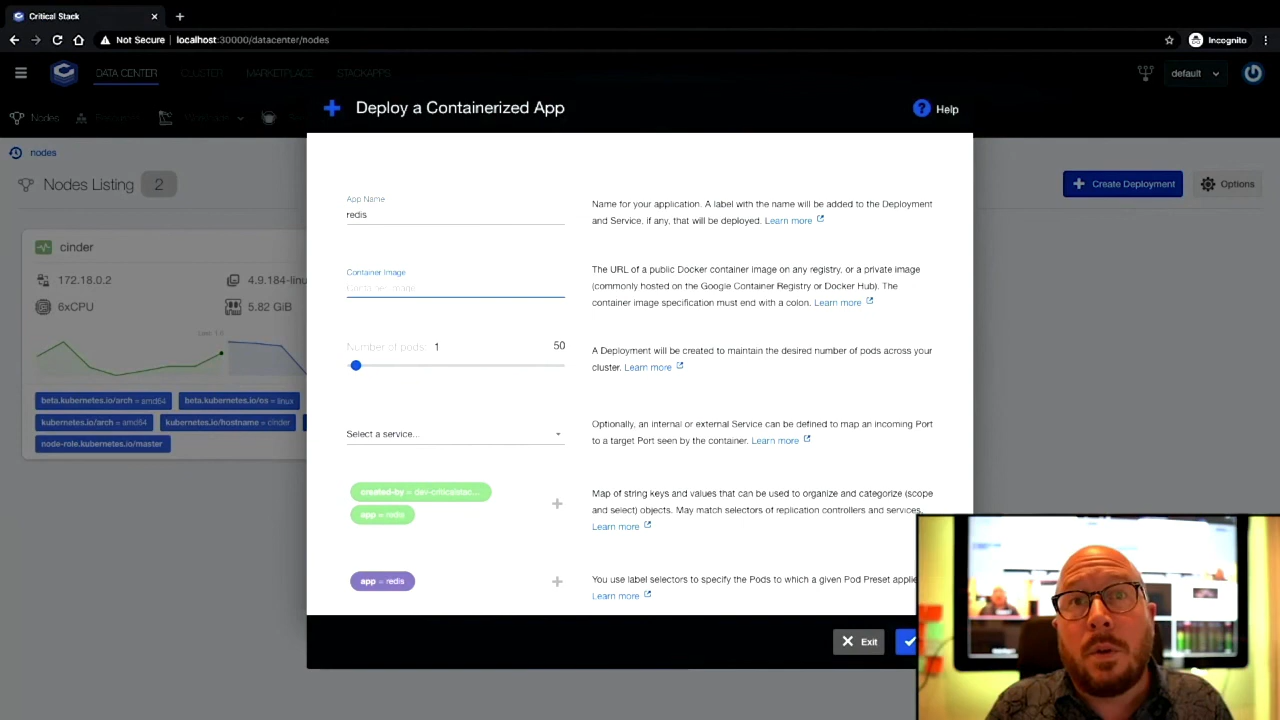 Critical Stack
Not Secure
localhost:30000/datacenter/nodes
Incognito
DATA CENTER
CLUSTER
MARKETPLACE
STACKAPPS
default
Nodes
Deploy a Containerized App
Help
nodes
Nodes Listing 2
Create Deployment
Options
cinder
172.18.0.2
4.9.184-linu
6xCPU
5.82 GiB
beta.kubernetes.io/arch = amd64
beta.kubernetes.io/os = linux
kubernetes.io/arch = amd64
kubernetes.io/hostname = cinder
node-role.kubernetes.io/master
App Name
redis
Name for your application. A label with the name will be added to the Deployment
and Service, if any, that will be deployed. Learn more
Container Image
Container Image
The URL of a public Docker container image on any registry, or a private image
(commonly hosted on the Google Container Registry or Docker Hub). The
container image specification must end with a colon. Learn more
Number of pods: 1
50
A Deployment will be created to maintain the desired number of pods across your
cluster. Learn more
Select a service...
Optionally, an internal or external Service can be defined to map an incoming Port
to a target Port seen by the container. Learn more
created-by = dev-criticalstac...
app = redis
Map of string keys and values that can be used to organize and categorize (scope
and select) objects. May match selectors of replication controllers and services.
Learn more
app = redis
You use label selectors to specify the Pods to which a given Pod Preset applie
Learn more
Exit